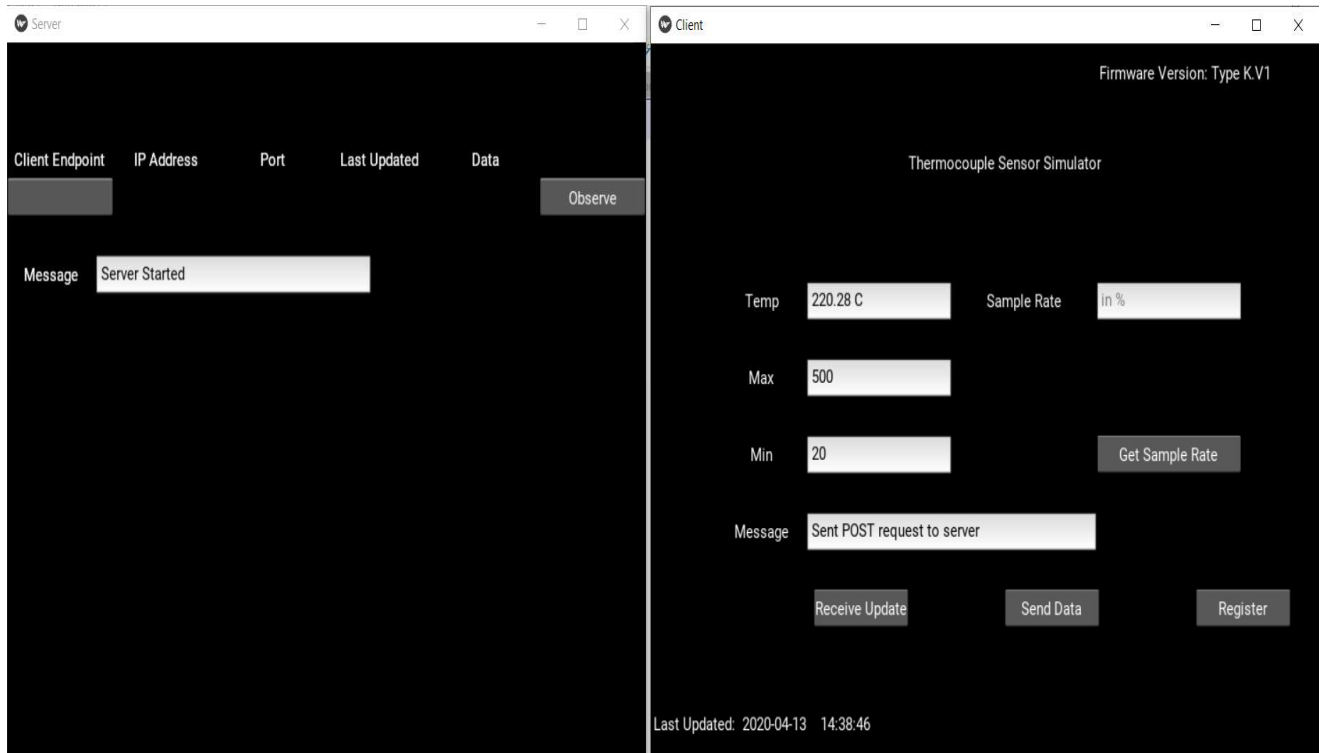 Server
Client Endpoint IP Address Port Last Updated Data
Observe
Message Server Started
Client
Firmware Version: Type K.V1
Thermocouple Sensor Simulator
Temp 220.28 C Sample Rate in %
Max 500
Min 20 Get Sample Rate
Message Sent POST request to server
Receive Update Send Data Register
Last Updated: 2020-04-13 14:38:46